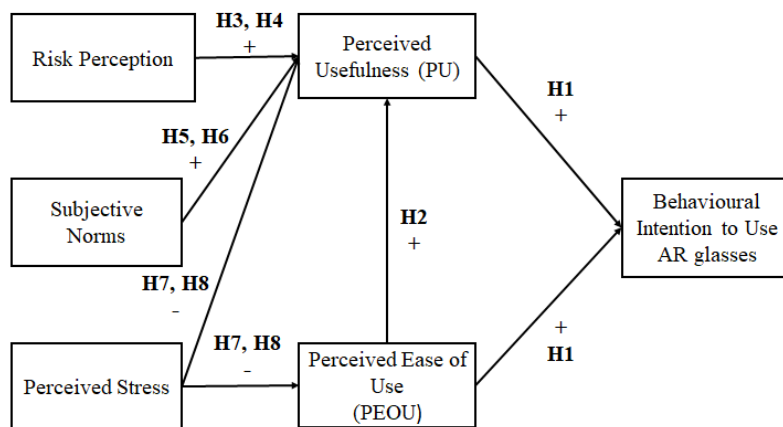 H3, H4
+
Risk Perception
Perceived
Usefulness (PU)
H1
+
H5, H6
+
Subjective
Norms
H2
+
Behavioural
Intention to Use
AR glasses
H7, H8
-
H7, H8
-
+
H1
Perceived Stress
Perceived Ease of
Use
(PEOU)